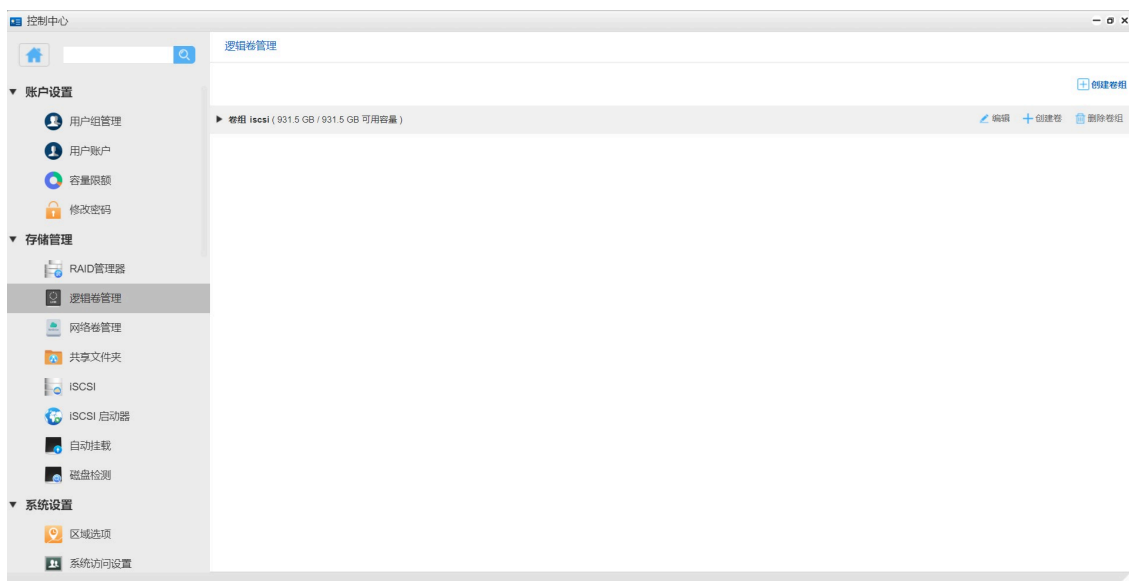 控制中心
逻辑卷管理
创建卷组
▼ 账户设置
用户组管理
▶ 卷组 iscsi ( 931.5 GB / 931.5 GB 可用容量 ) 编辑 创建卷 删除卷组
用户账户
容量限额
修改密码
▼ 存储管理
RAID管理器
逻辑卷管理
网络卷管理
共享文件夹
iSCSI
iSCSI 启动器
自动挂载
磁盘检测
▼ 系统设置
区域选项
系统访问设置